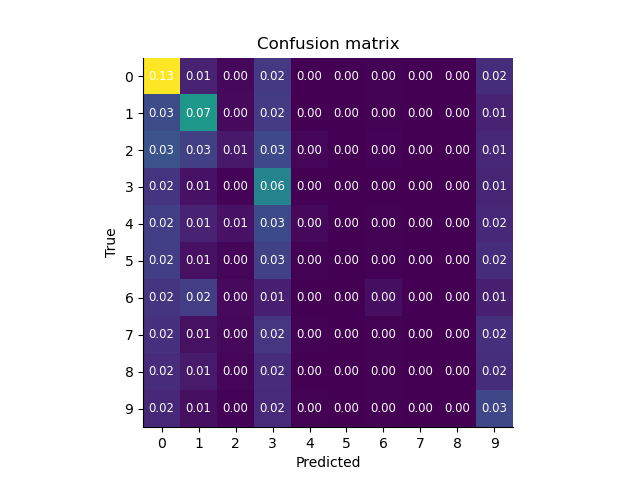 Confusion matrix
0 0.13 0.01 0.00 0.02 0.00 0.00 0.00 0.00 0.00 0.02
1 0.03 0.07 0.00 0.02 0.00 0.00 0.00 0.00 0.00 0.01
2 0.03 0.03 0.01 0.03 0.00 0.00 0.00 0.00 0.00 0.01
3 0.02 0.01 0.00 0.06 0.00 0.00 0.00 0.00 0.00 0.01
4 0.02 0.01 0.01 0.03 0.00 0.00 0.00 0.00 0.00 0.02
5 0.02 0.01 0.00 0.03 0.00 0.00 0.00 0.00 0.00 0.02
6 0.02 0.02 0.00 0.01 0.00 0.00 0.00 0.00 0.00 0.01
7 0.02 0.01 0.00 0.02 0.00 0.00 0.00 0.00 0.00 0.02
8 0.02 0.01 0.00 0.02 0.00 0.00 0.00 0.00 0.00 0.02
9 0.02 0.01 0.00 0.02 0.00 0.00 0.00 0.00 0.00 0.03
True
0 1 2 3 4 5 6 7 8 9
Predicted